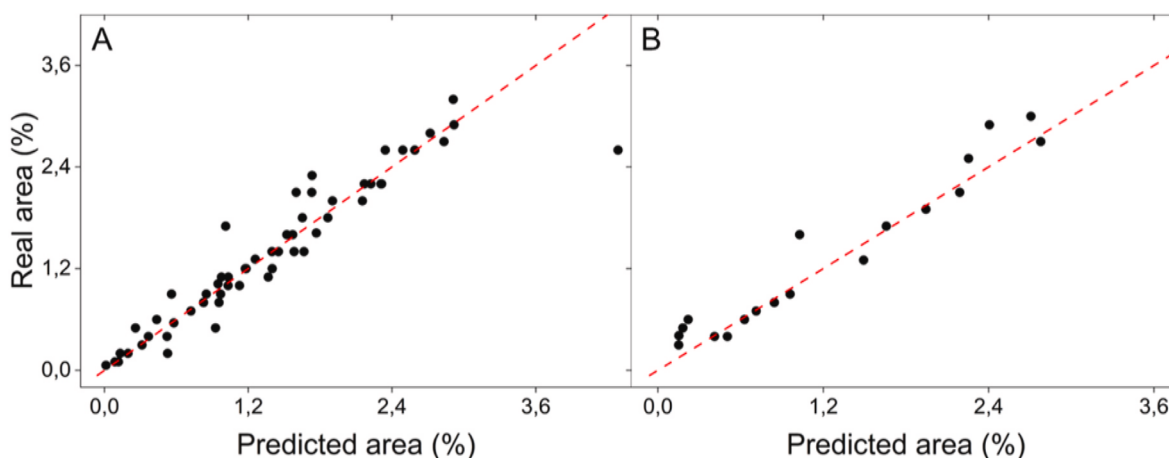 A
B
Real area (%)
3,6
2,4
1,2
0,0
0,0 1,2 2,4 3,6
0,0 1,2 2,4 3,6
Predicted area (%)
Predicted area (%)